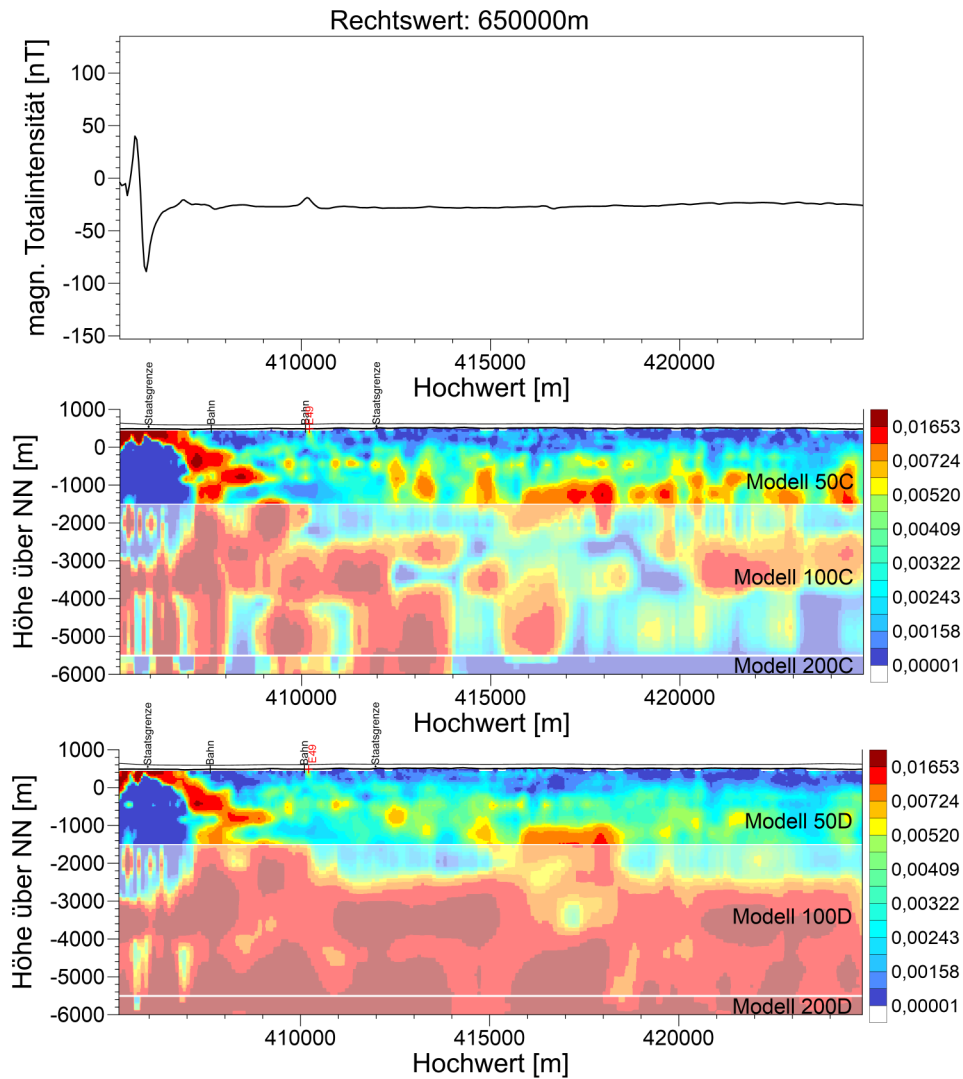 Rechtswert: 650000m
magn. Totalintensität [nT]
100
50
0
-50
-100
-150
410000 415000 420000
Hochwert [m]
Staatsgrenze Bahn Bahn E49 Staatsgrenze
Höhe über NN [m]
1000
0
-1000
-2000
-3000
-4000
-5000
-6000
Modell 50C
Modell 100C
Modell 200C
0,01653
0,00724
0,00520
0,00409
0,00322
0,00243
0,00158
0,00001
410000 415000 420000
Hochwert [m]
Staatsgrenze Bahn Bahn E49 Staatsgrenze
Höhe über NN [m]
1000
0
-1000
-2000
-3000
-4000
-5000
-6000
Modell 50D
Modell 100D
Modell 200D
0,01653
0,00724
0,00520
0,00409
0,00322
0,00243
0,00158
0,00001
410000 415000 420000
Hochwert [m]